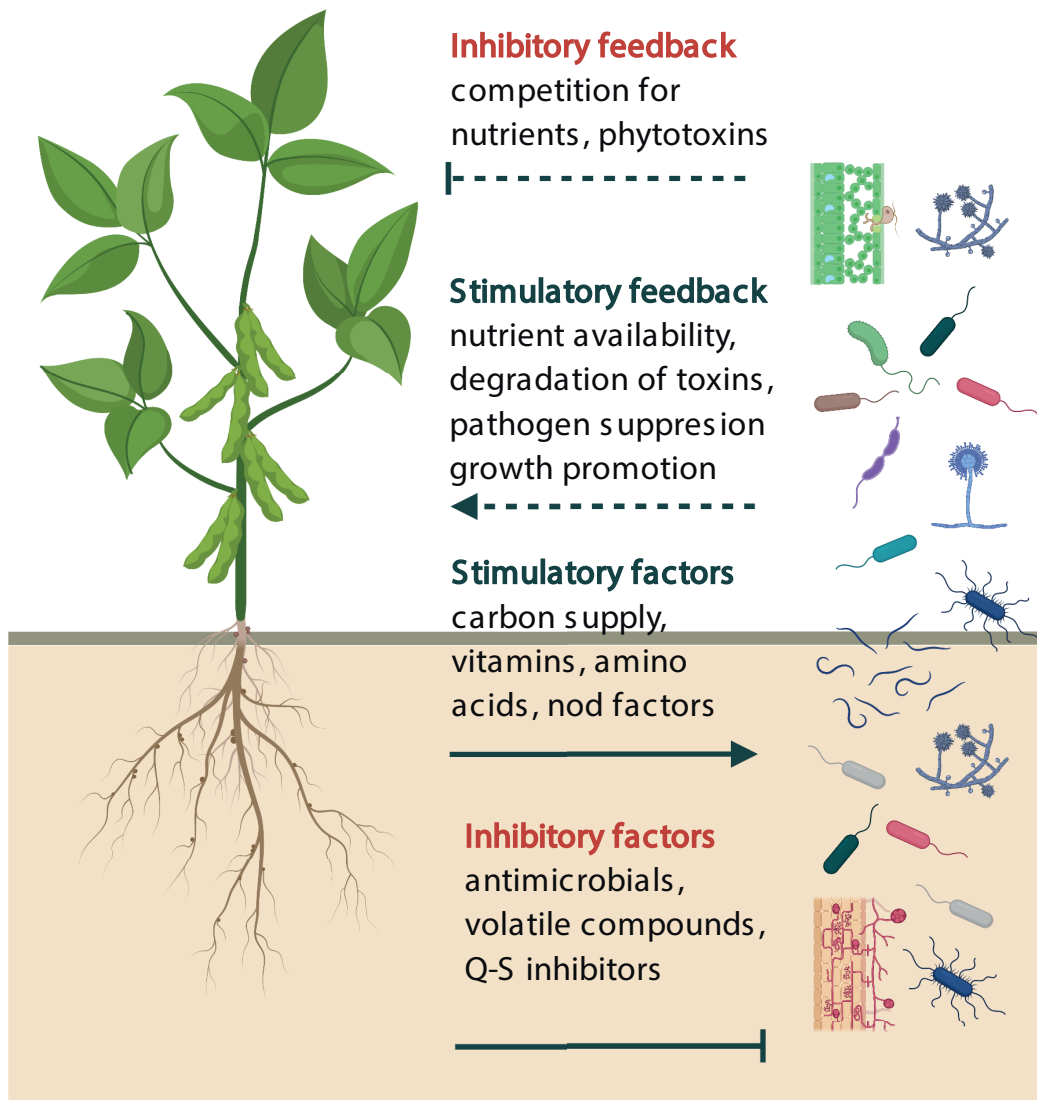 Inhibitory feedback
competition for
nutrients, phytotoxins
Stimulatory feedback
nutrient availability,
degradation of toxins,
pathogen suppresion
growth promotion
Stimulatory factors
carbon supply,
vitamins, amino
acids, nod factors
Inhibitory factors
antimicrobials,
volatile compounds,
Q-S inhibitors